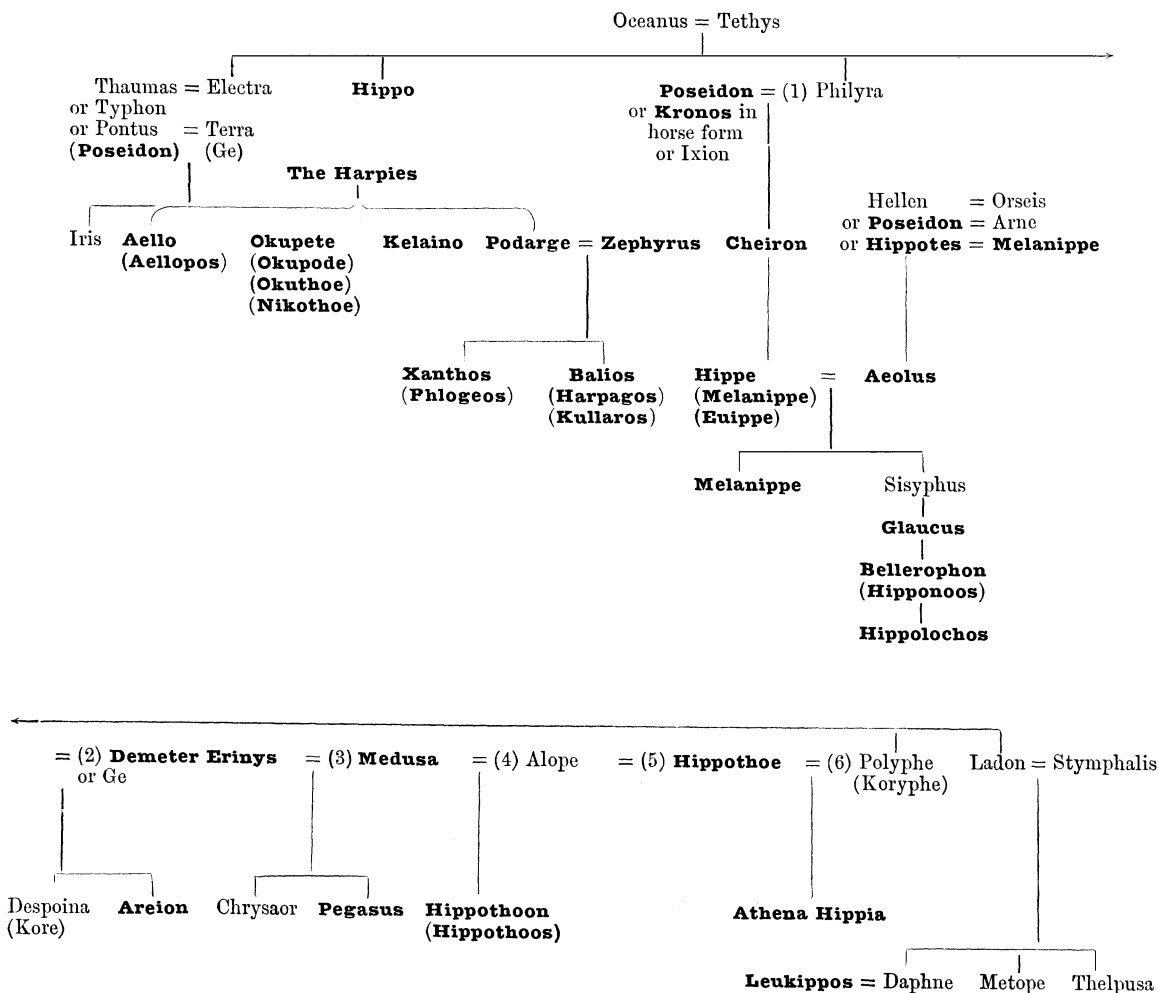 Oceanus = Tethys
Thaumas = Electra
or Typhon
or Pontus = Terra
(Poseidon) (Ge)
Hippo
Poseidon = (1) Philyra
or Kronos in
horse form
or Ixion
The Harpies
Hellen = Orseis
or Poseidon = Arne
or Hippotes = Melanippe
Iris
Aello
(Aellopos)
Okupete
(Okupode)
(Okuthoe)
(Nikothoe)
Kelaino
Podarge = Zephyrus
Cheiron
Xanthos
(Phlogeos)
Balios
(Harpagos)
(Kullaros)
Hippe = Aeolus
(Melanippe)
(Euippe)
Melanippe
Sisyphus
Glaucus
Bellerophon
(Hipponoos)
Hippolochos
= (2) Demeter Erinys = (3) Medusa = (4) Alope = (5) Hippothoe = (6) Polyphe
or Ge
(Koryphe)
Ladon = Stymphalis
Despoina
(Kore)
Areion
Chrysaor
Pegasus
Hippothoon
(Hippothoos)
Athena Hippia
Leukippos = Daphne Metope Thelpusa